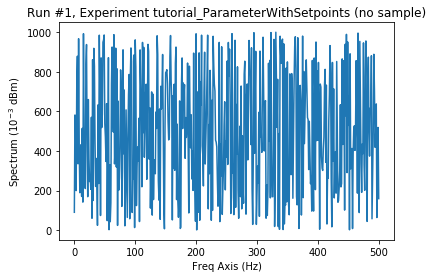 Run #1, Experiment tutorial_ParameterWithSetpoints (no sample)
1000
800
600
400
200
0
Spectrum (10⁻³ dBm)
0 100 200 300 400 500
Freq Axis (Hz)